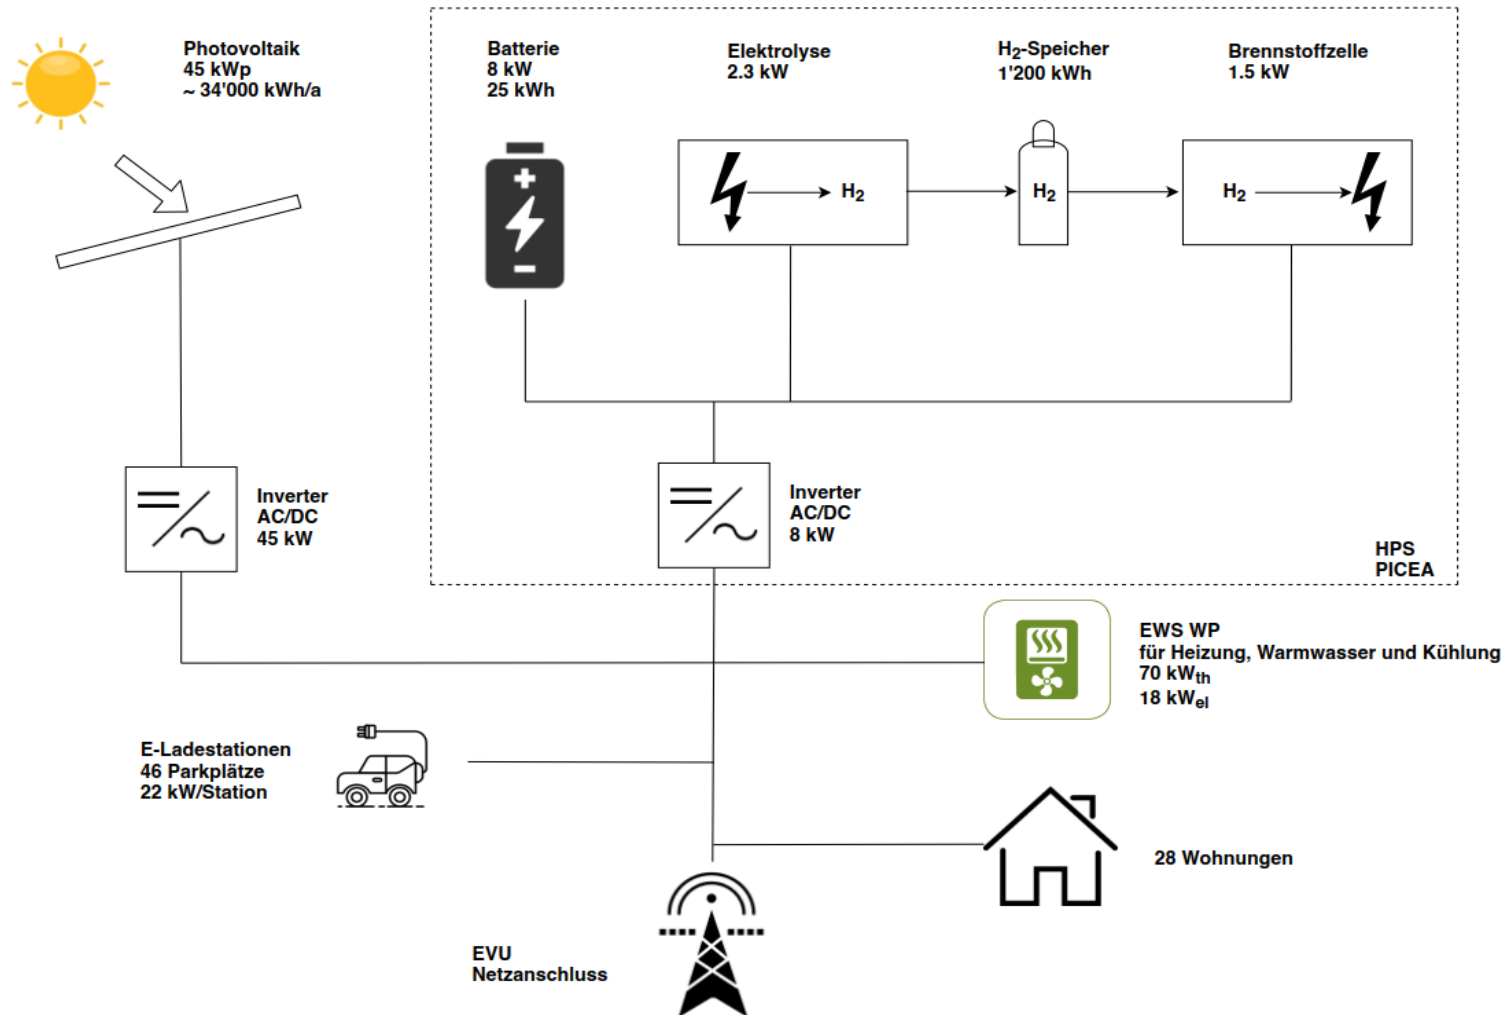 Photovoltaik
45 kWp
~ 34'000 kWh/a
Batterie
8 kW
25 kWh
Elektrolyse
2.3 kW
H₂-Speicher
1'200 kWh
Brennstoffzelle
1.5 kW
H₂
H₂
H₂
Inverter
AC/DC
45 kW
Inverter
AC/DC
8 kW
HPS
PICEA
EWS WP
für Heizung, Warmwasser und Kühlung
70 kWth
18 kWel
E-Ladestationen
46 Parkplätze
22 kW/Station
28 Wohnungen
EVU
Netzanschluss